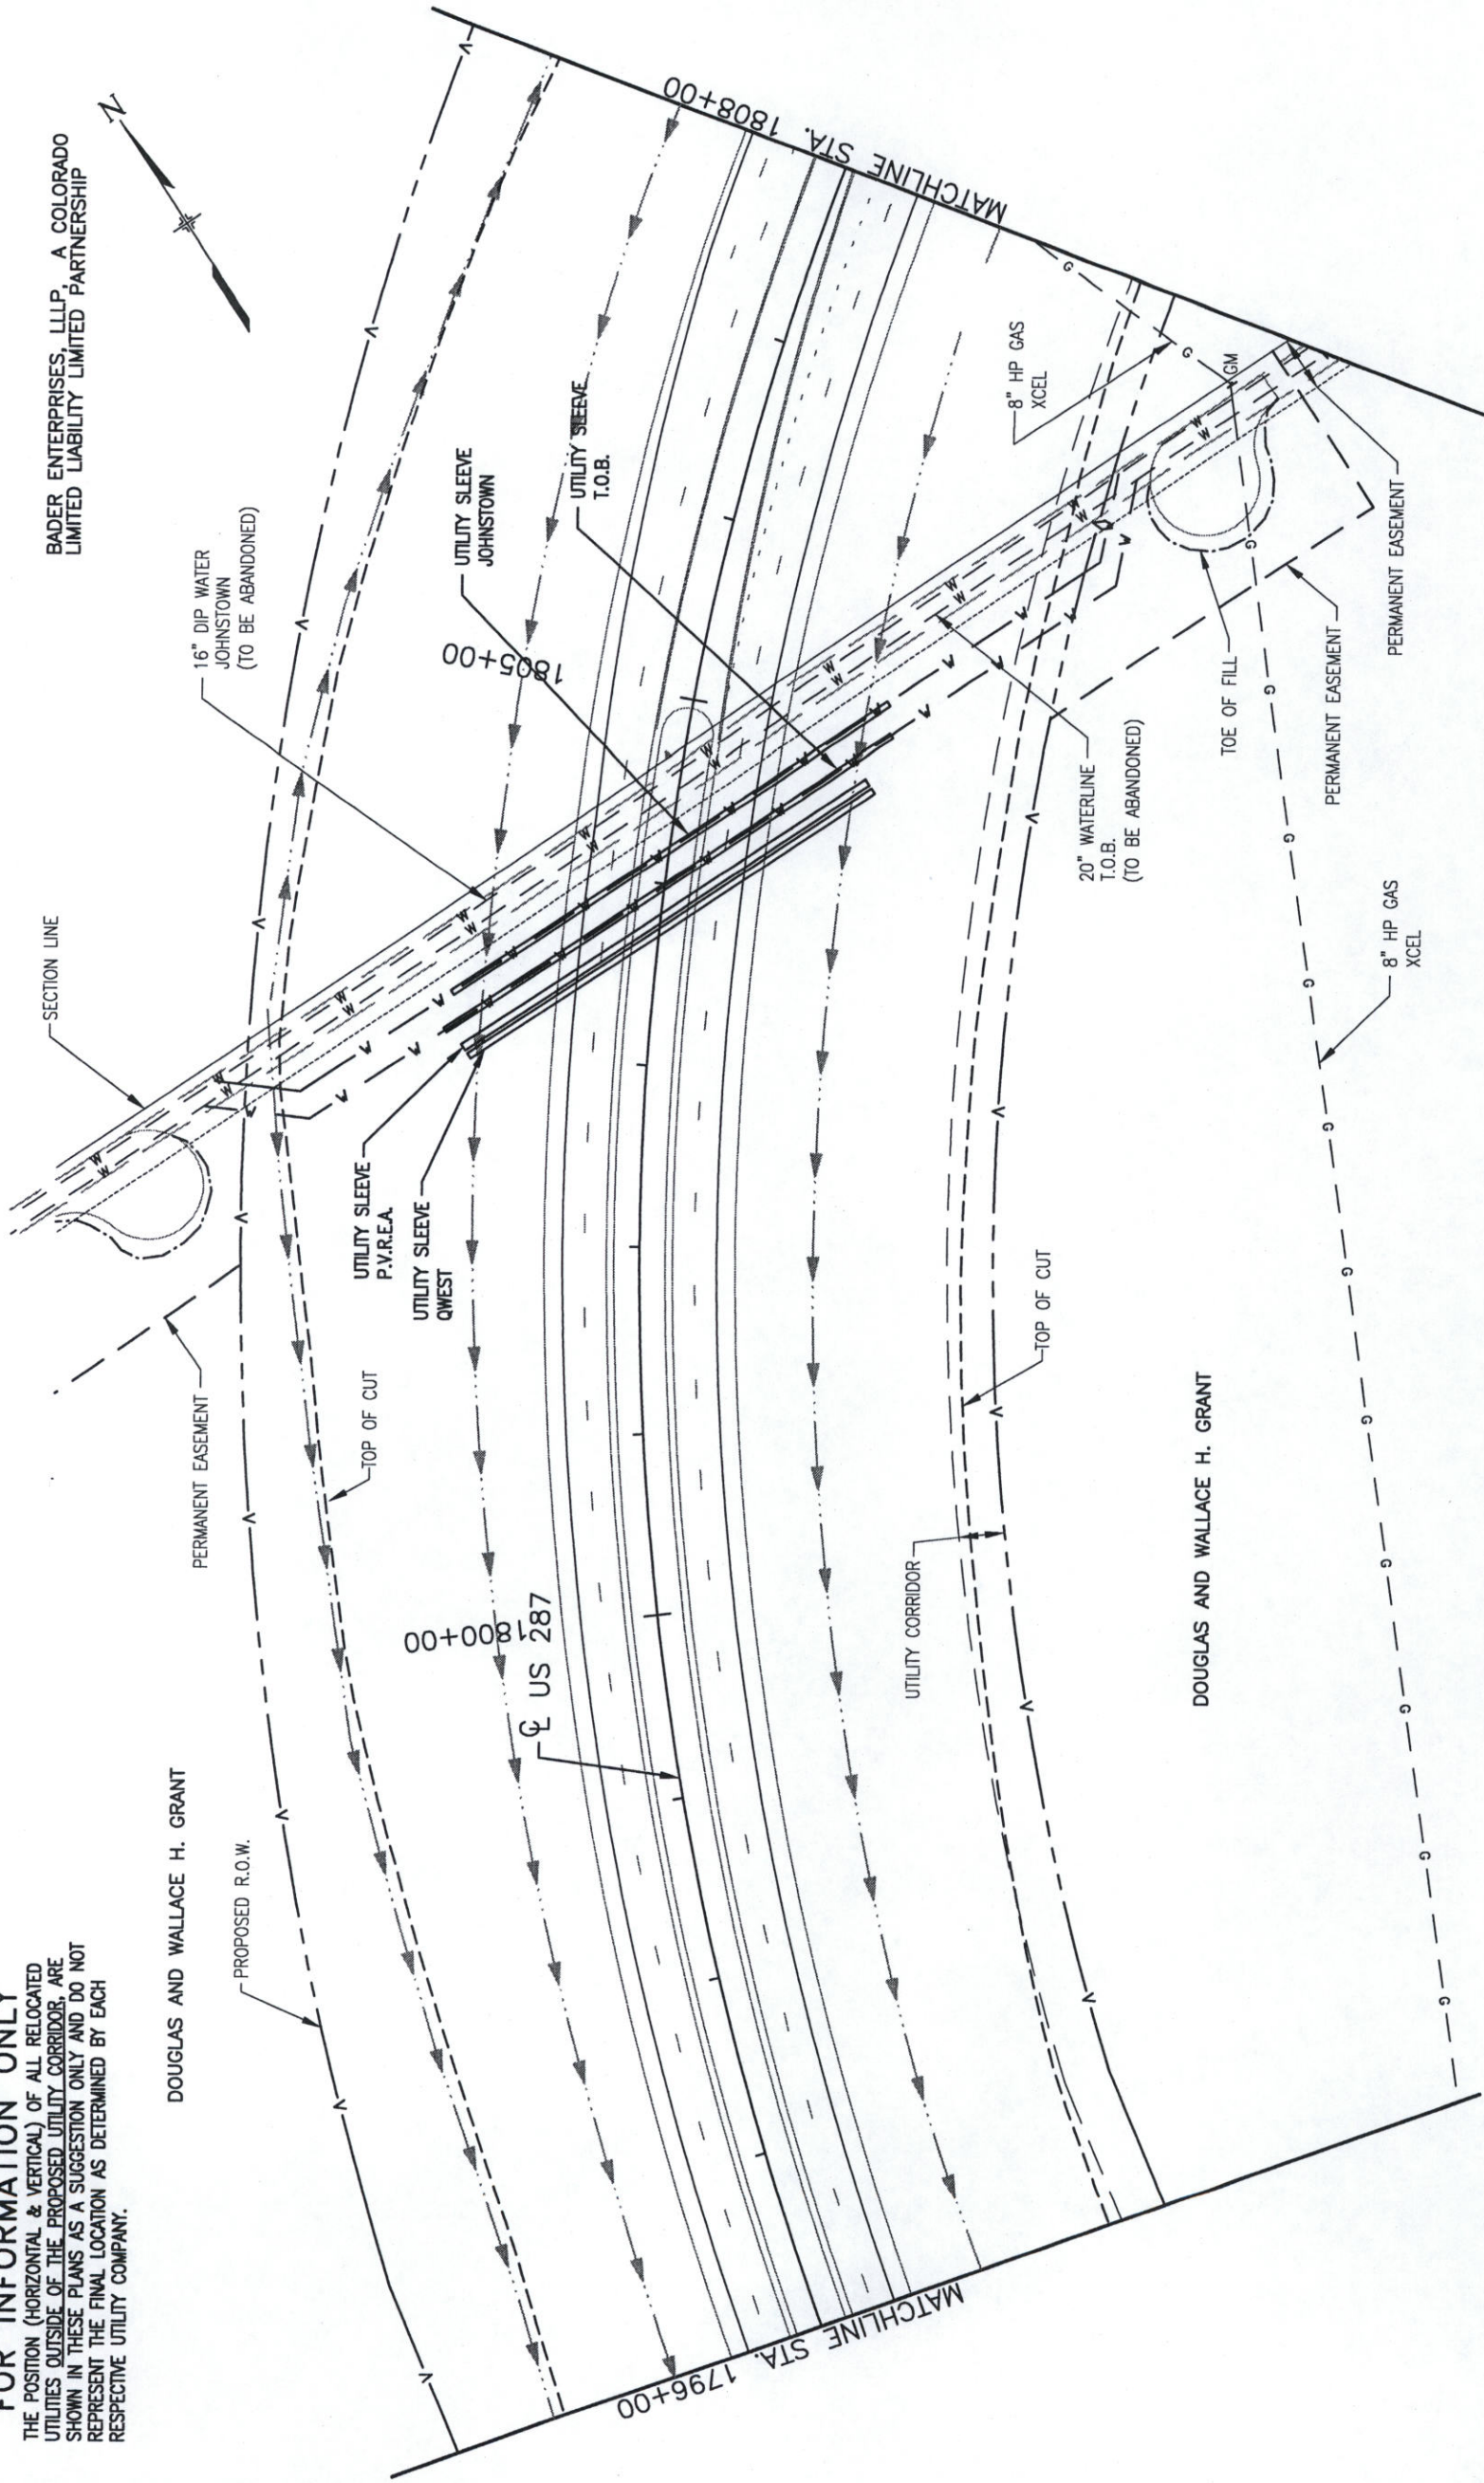 FOR INFORMATION ONLY
THE POSITION (HORIZONTAL & VERTICAL) OF ALL RELOCATED
UTILITIES OUTSIDE OF THE PROPOSED UTILITY CORRIDOR, ARE
SHOWN IN THESE PLANS AS A SUGGESTION ONLY AND DO NOT
REPRESENT THE FINAL LOCATION AS DETERMINED BY EACH
RESPECTIVE UTILITY COMPANY.
DOUGLAS AND WALLACE H. GRANT
PROPOSED R.O.W.
PERMANENT EASEMENT
TOP OF CUT
SECTION LINE
16" DIP WATER
JOHNSTOWN
(TO BE ABANDONED)
BADER ENTERPRISES, LLLP, A COLORADO
LIMITED LIABILITY LIMITED PARTNERSHIP
N
UTILITY SLEEVE
P.V.R.E.A.
UTILITY SLEEVE
QWEST
UTILITY SLEEVE
JOHNSTOWN
UTILITY SLEEVE
T.O.B.
1800+00
℄ US 287
1805+00
MATCHLINE STA. 1796+00
MATCHLINE STA. 1808+00
UTILITY CORRIDOR
TOP OF CUT
20" WATERLINE
T.O.B.
(TO BE ABANDONED)
8" HP GAS
XCEL
GM
TOE OF FILL
PERMANENT EASEMENT
PERMANENT EASEMENT
DOUGLAS AND WALLACE H. GRANT
8" HP GAS
XCEL